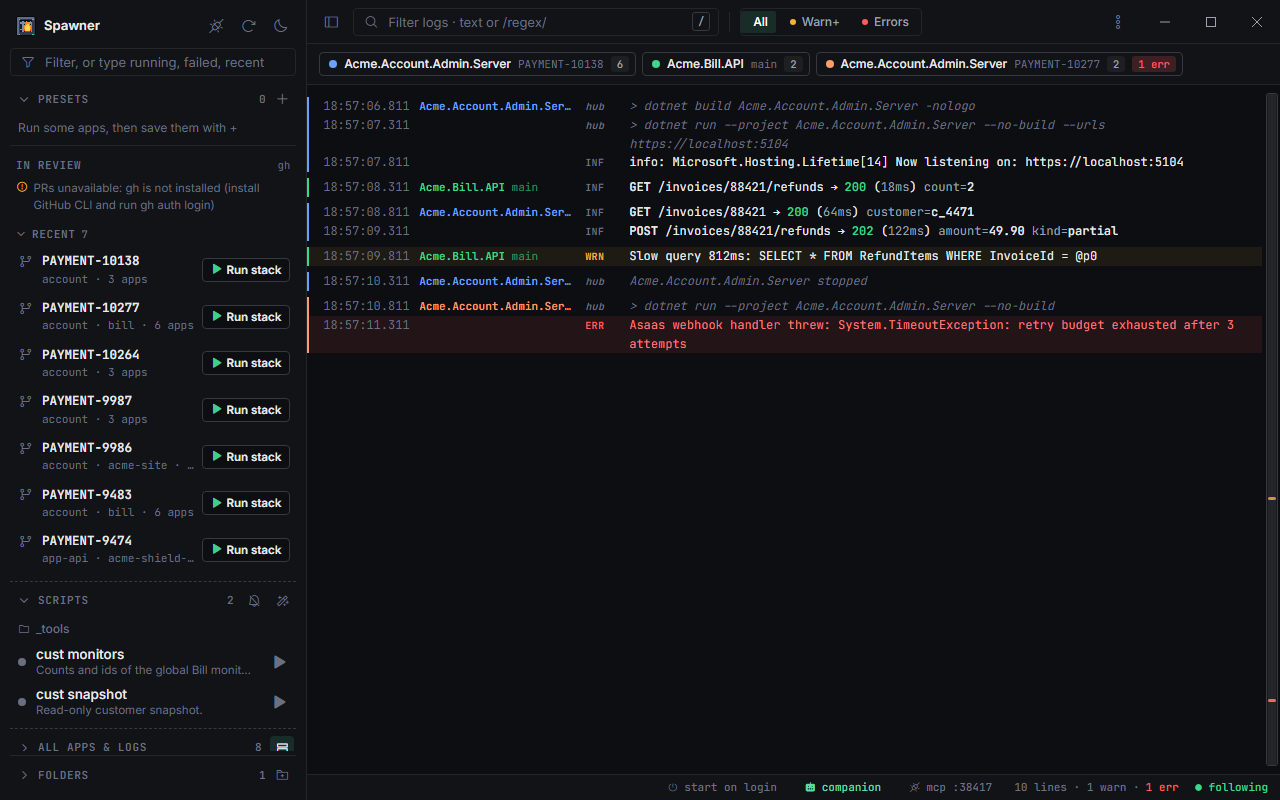 Spawner
Filter logs · text or /regex/
/
All
Warn+
Errors
Filter, or type running, failed, recent
Acme.Account.Admin.Server PAYMENT-10138 6
Acme.Bill.API main 2
Acme.Account.Admin.Server PAYMENT-10277 2 1 err
PRESETS 0
Run some apps, then save them with +
IN REVIEW gh
PRs unavailable: gh is not installed (install
GitHub CLI and run gh auth login)
RECENT 7
PAYMENT-10138
account · 3 apps
Run stack
PAYMENT-10277
account · bill · 6 apps
Run stack
PAYMENT-10264
account · 3 apps
Run stack
PAYMENT-9987
account · 3 apps
Run stack
PAYMENT-9986
account · acme-site · …
Run stack
PAYMENT-9483
account · bill · 6 apps
Run stack
PAYMENT-9474
app-api · acme-shield-…
Run stack
SCRIPTS 2
_tools
cust monitors
Counts and ids of the global Bill monit...
cust snapshot
Read-only customer snapshot.
ALL APPS & LOGS 8
FOLDERS 1
18:57:06.811 Acme.Account.Admin.Ser… hub > dotnet build Acme.Account.Admin.Server -nologo
18:57:07.311 hub > dotnet run --project Acme.Account.Admin.Server --no-build --urls
https://localhost:5104
18:57:07.811 INF info: Microsoft.Hosting.Lifetime[14] Now listening on: https://localhost:5104
18:57:08.311 Acme.Bill.API main INF GET /invoices/88421/refunds → 200 (18ms) count=2
18:57:08.811 Acme.Account.Admin.Ser… INF GET /invoices/88421 → 200 (64ms) customer=c_4471
18:57:09.311 INF POST /invoices/88421/refunds → 202 (122ms) amount=49.90 kind=partial
18:57:09.811 Acme.Bill.API main WRN Slow query 812ms: SELECT * FROM RefundItems WHERE InvoiceId = @p0
18:57:10.311 Acme.Account.Admin.Ser… hub Acme.Account.Admin.Server stopped
18:57:10.811 Acme.Account.Admin.Ser… hub > dotnet run --project Acme.Account.Admin.Server --no-build
18:57:11.311 ERR Asaas webhook handler threw: System.TimeoutException: retry budget exhausted after 3
attempts
start on login
companion
mcp :38417
10 lines · 1 warn · 1 err
following